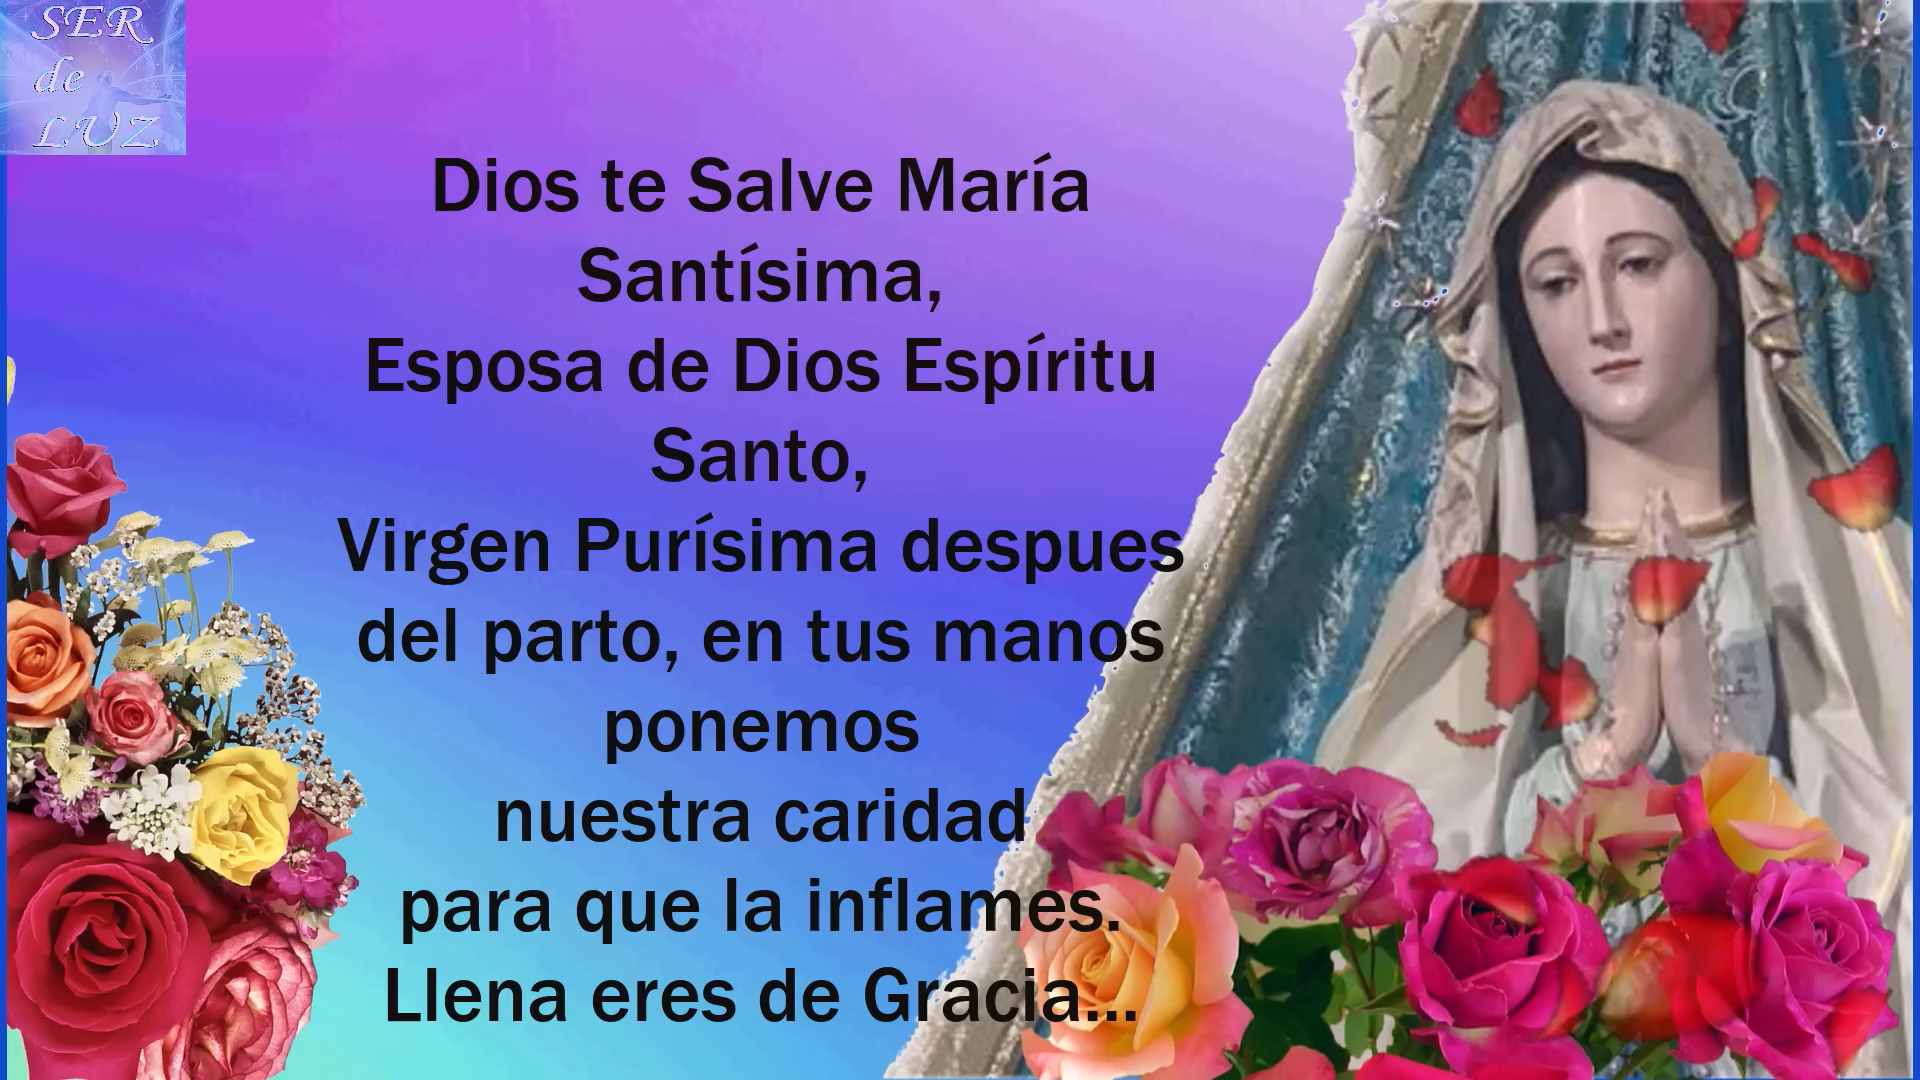 SER
de
LUZ
Dios te Salve María
Santísima,
Esposa de Dios Espíritu
Santo,
Virgen Purísima despues
del parto, en tus manos
ponemos
nuestra caridad
para que la inflames.
Llena eres de Gracia...